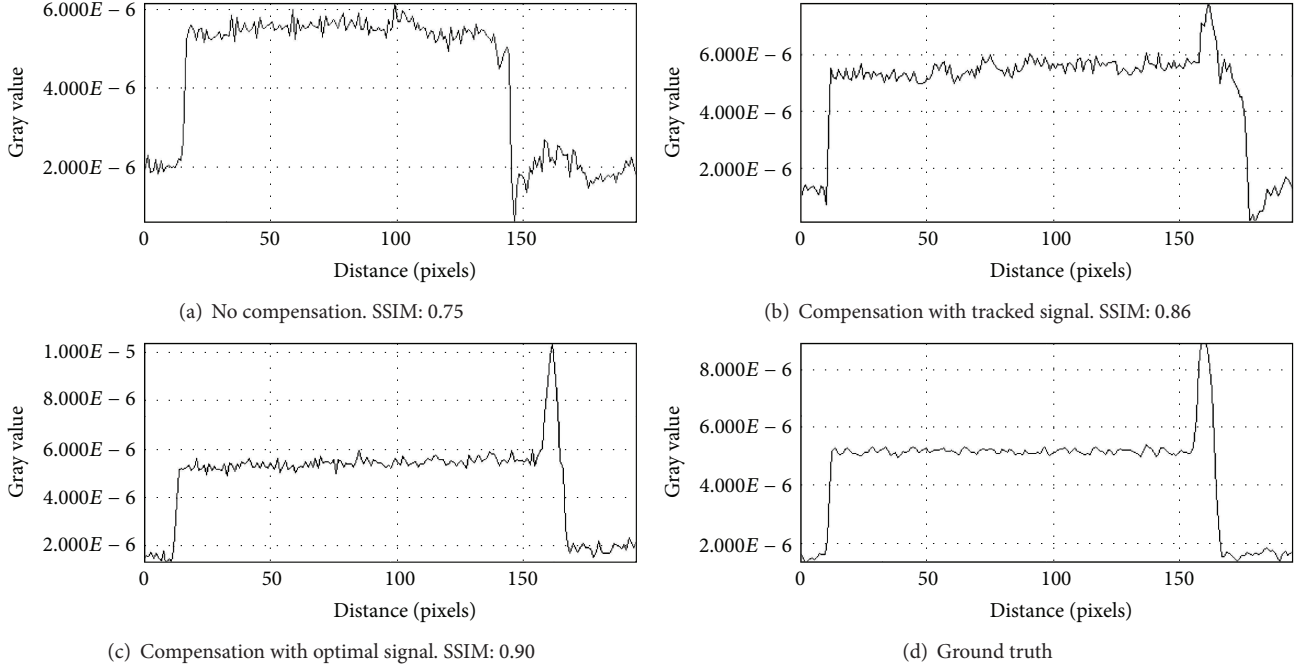 6.000E − 6
4.000E − 6
2.000E − 6
Gray value
0 50 100 150
Distance (pixels)
(a) No compensation. SSIM: 0.75
6.000E − 6
4.000E − 6
2.000E − 6
Gray value
0 50 100 150
Distance (pixels)
(b) Compensation with tracked signal. SSIM: 0.86
1.000E − 5
8.000E − 6
6.000E − 6
4.000E − 6
2.000E − 6
Gray value
0 50 100 150
Distance (pixels)
(c) Compensation with optimal signal. SSIM: 0.90
8.000E − 6
6.000E − 6
4.000E − 6
2.000E − 6
Gray value
0 50 100 150
Distance (pixels)
(d) Ground truth